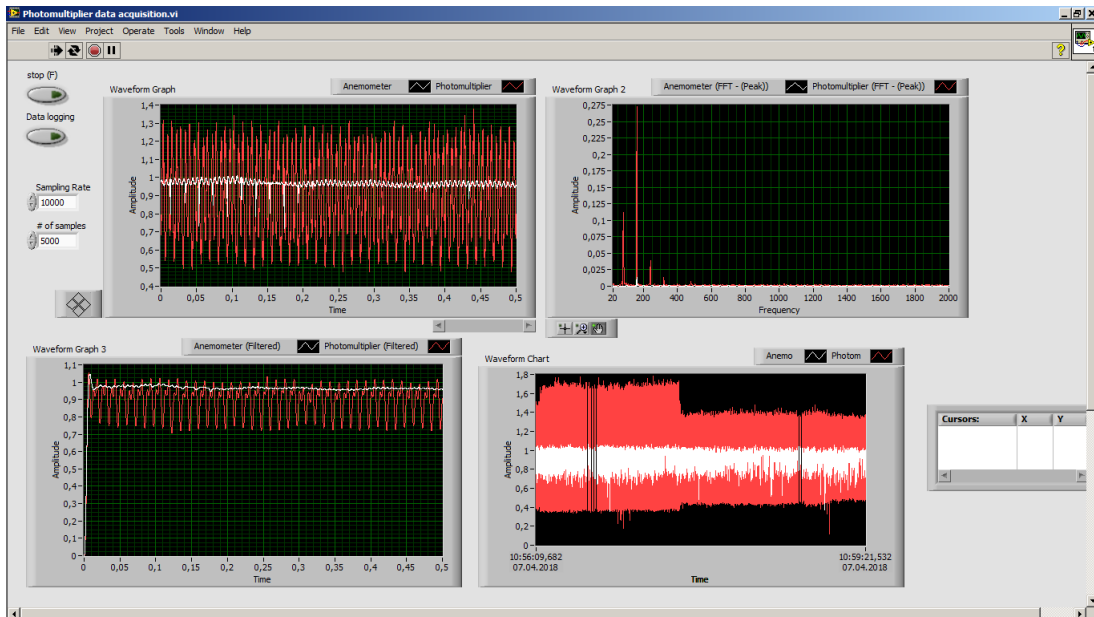 Photomultiplier data acquisition.vi
File Edit View Project Operate Tools Window Help
?
stop (F)
Data logging
Sampling Rate
10000
# of samples
5000
Waveform Graph
Anemometer Photomultiplier
Amplitude
1,4
1,3
1,2
1,1
1
0,9
0,8
0,7
0,6
0,5
0,4
0 0,05 0,1 0,15 0,2 0,25 0,3 0,35 0,4 0,45 0,5
Time
Waveform Graph 2
Anemometer (FFT - (Peak)) Photomultiplier (FFT - (Peak))
Amplitude
0,275
0,25
0,225
0,2
0,175
0,15
0,125
0,1
0,075
0,05
0,025
0
20 200 400 600 800 1000 1200 1400 1600 1800 2000
Frequency
Waveform Graph 3
Anemometer (Filtered) Photomultiplier (Filtered)
Amplitude
1,1
1
0,9
0,8
0,7
0,6
0,5
0,4
0,3
0,2
0,1
0
0 0,05 0,1 0,15 0,2 0,25 0,3 0,35 0,4 0,45 0,5
Time
Waveform Chart
Anemo Photom
Amplitude
1,8
1,6
1,4
1,2
1
0,8
0,6
0,4
0,2
0
10:56:09,682 10:59:21,532
07.04.2018 07.04.2018
Time
Cursors: X Y